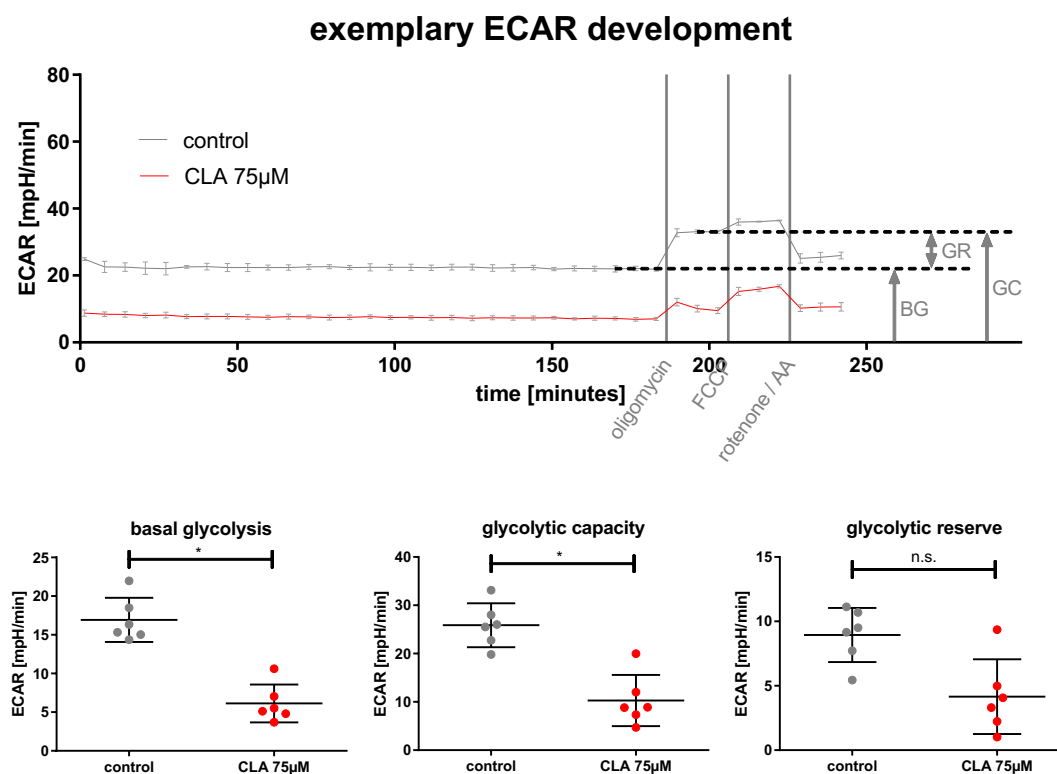 exemplary ECAR development
ECAR [mpH/min]
80
60
40
20
0
control
CLA 75µM
GR
BG
GC
0
50
100
150
200
250
time [minutes]
oligomycin
FCCP
rotenone / AA
basal glycolysis
*
ECAR [mpH/min]
25
20
15
10
5
0
control
CLA 75µM
glycolytic capacity
*
ECAR [mpH/min]
40
30
20
10
0
control
CLA 75µM
glycolytic reserve
n.s.
ECAR [mpH/min]
15
10
5
0
control
CLA 75µM